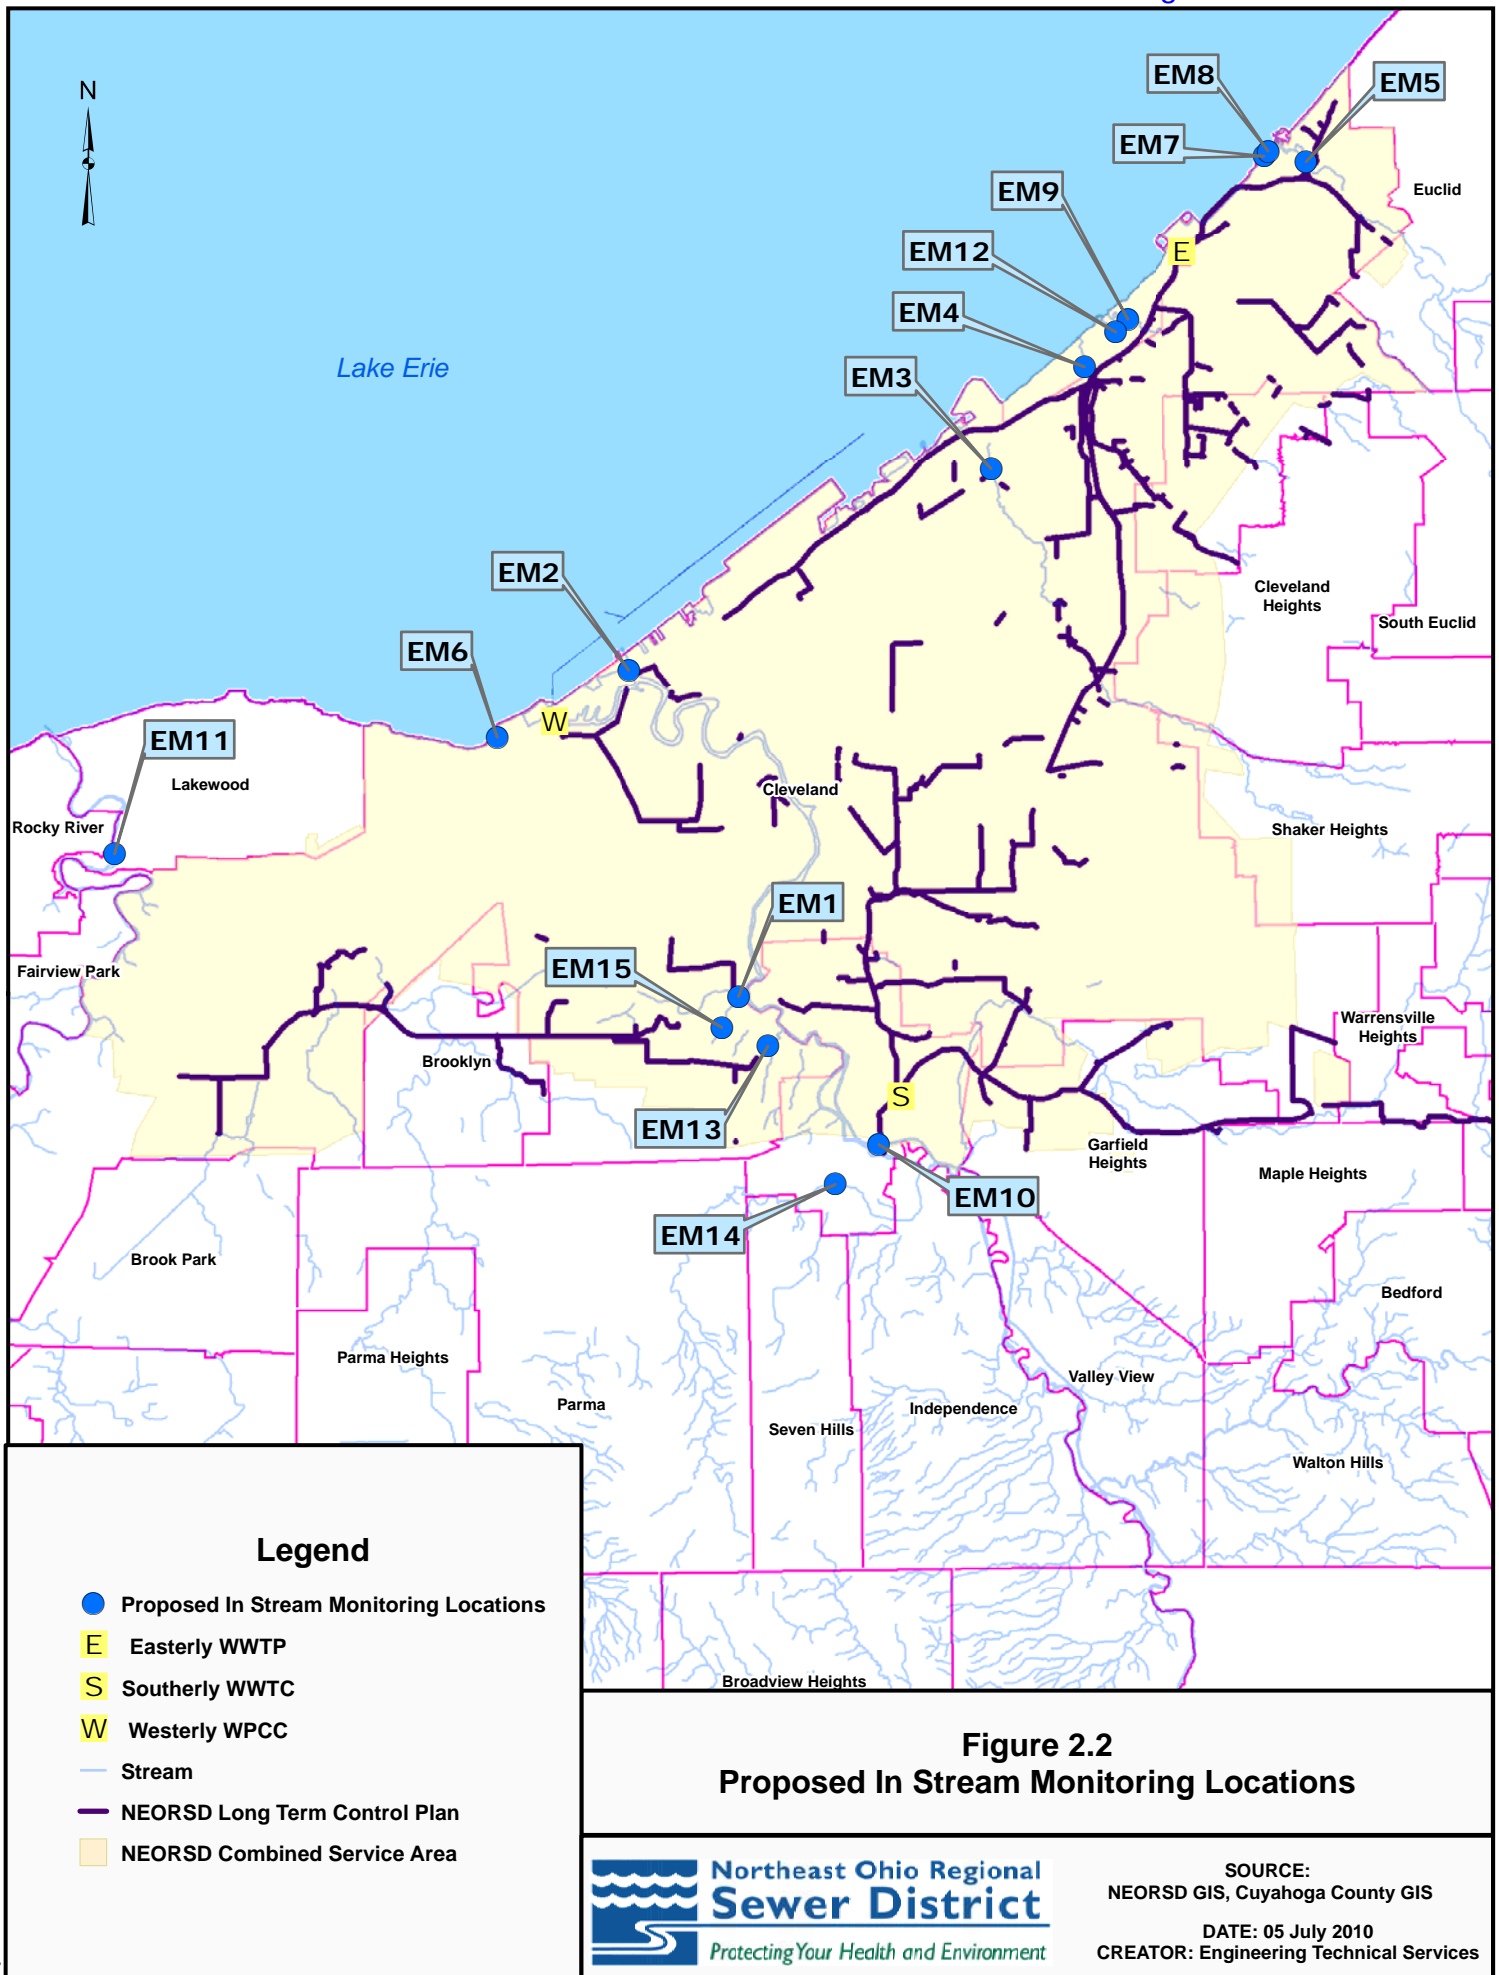 N
EM8
EM5
EM7
EM9
Euclid
EM12
E
EM4
Lake Erie
EM3
EM2
Cleveland
Heights
South Euclid
EM6
W
EM11
Lakewood
Cleveland
Rocky River
Shaker Heights
EM1
EM15
Fairview Park
Warrensville
Heights
Brooklyn
S
EM13
Garfield
Heights
Maple Heights
EM10
EM14
Brook Park
Bedford
Parma Heights
Valley View
Parma
Independence
Seven Hills
Walton Hills
Broadview Heights
Legend
Proposed In Stream Monitoring Locations
E Easterly WWTP
S Southerly WWTC
W Westerly WPCC
Stream
NEORSD Long Term Control Plan
NEORSD Combined Service Area
Figure 2.2
Proposed In Stream Monitoring Locations
Northeast Ohio Regional
Sewer District
Protecting Your Health and Environment
SOURCE:
NEORSD GIS, Cuyahoga County GIS
DATE: 05 July 2010
CREATOR: Engineering Technical Services